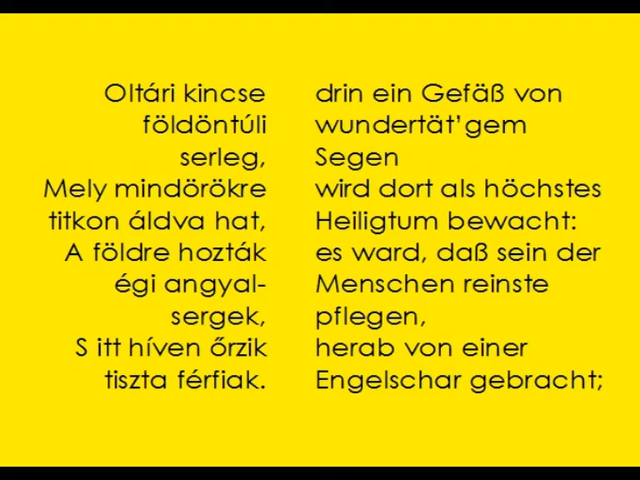 Oltári kincse
földöntúli
serleg,
Mely mindörökre
titkon áldva hat,
A földre hozták
égi angyal-
sergek,
S itt híven őrzik
tiszta férfiak.
drin ein Gefäß von
wundertät’gem
Segen
wird dort als höchstes
Heiligtum bewacht:
es ward, daß sein der
Menschen reinste
pflegen,
herab von einer
Engelschar gebracht;